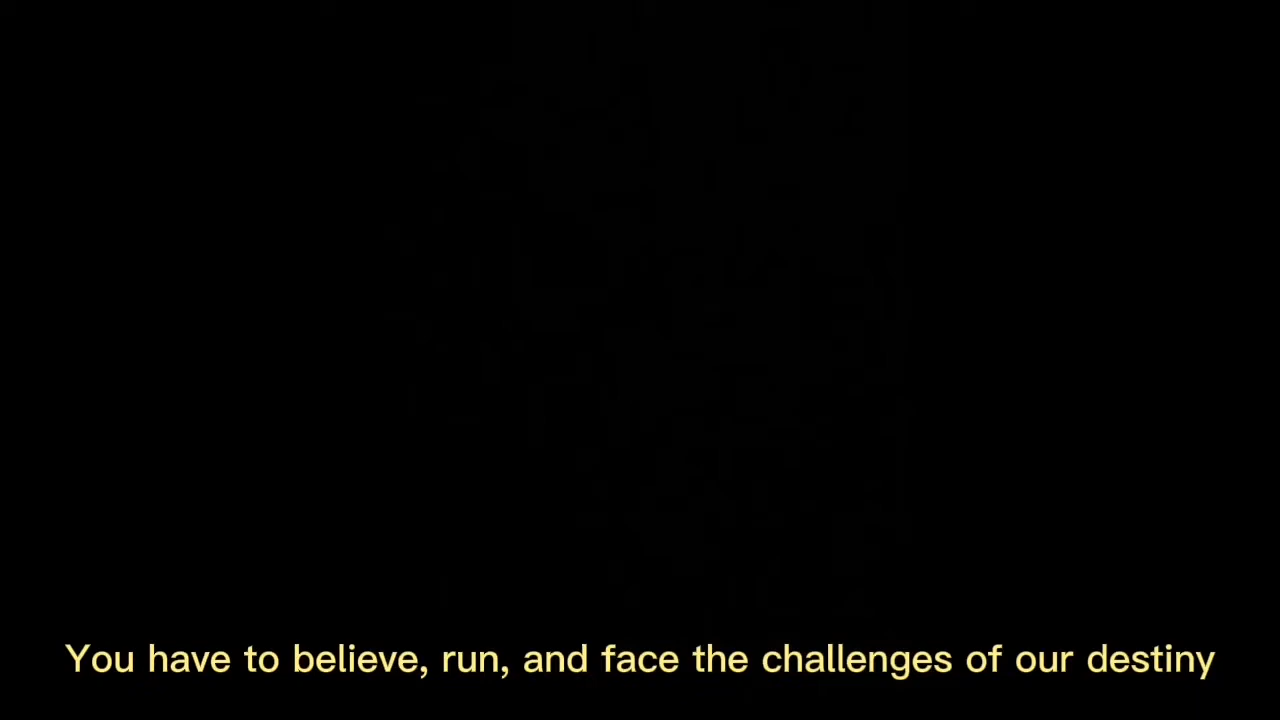 You have to believe, run, and face the challenges of our destiny